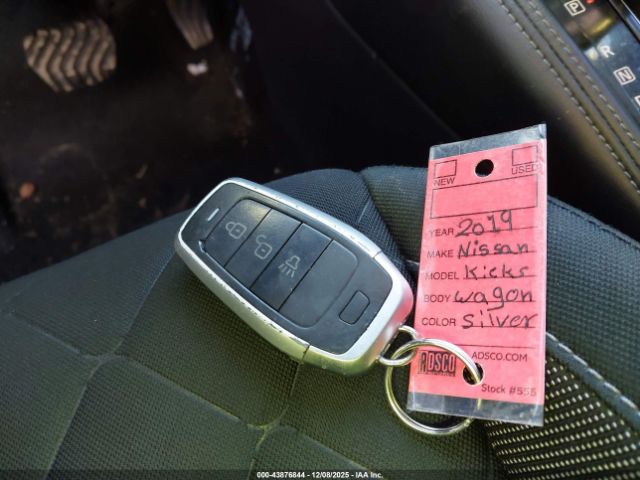 P
R
N
NEW
USED
YEAR 2019
MAKE Nissan
MODEL Kicks
BODY wagon
COLOR silver
ADSCO ADSCO.COM
Stock #555
000-43876844 | 12/08/2025 - IAA Inc.